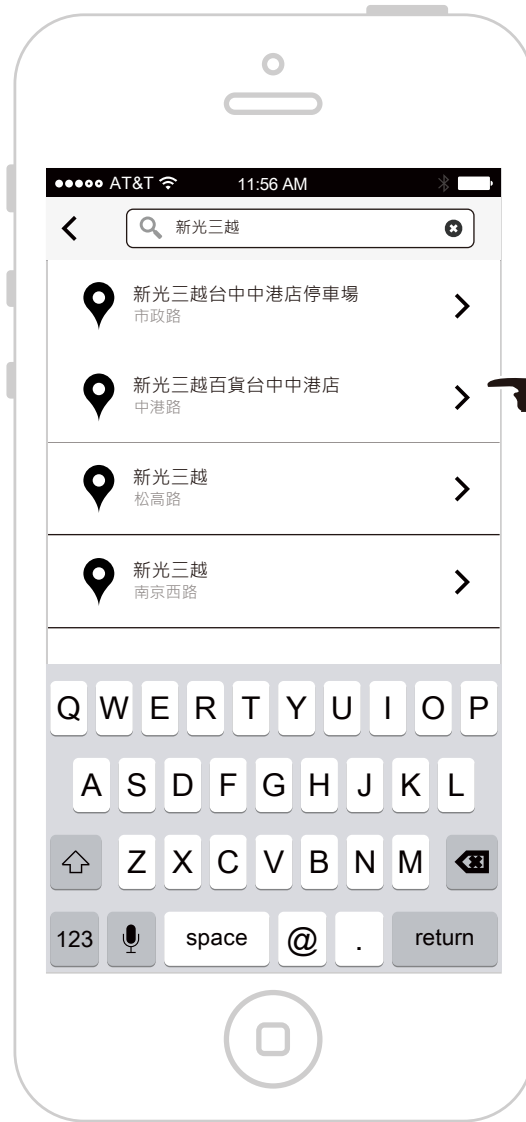 AT&T 11:56 AM
新光三越
新光三越台中中港店停車場
市政路
新光三越百貨台中中港店
中港路
新光三越
松高路
新光三越
南京西路
Q W E R T Y U I O P
A S D F G H J K L
Z X C V B N M
123 space @ . return